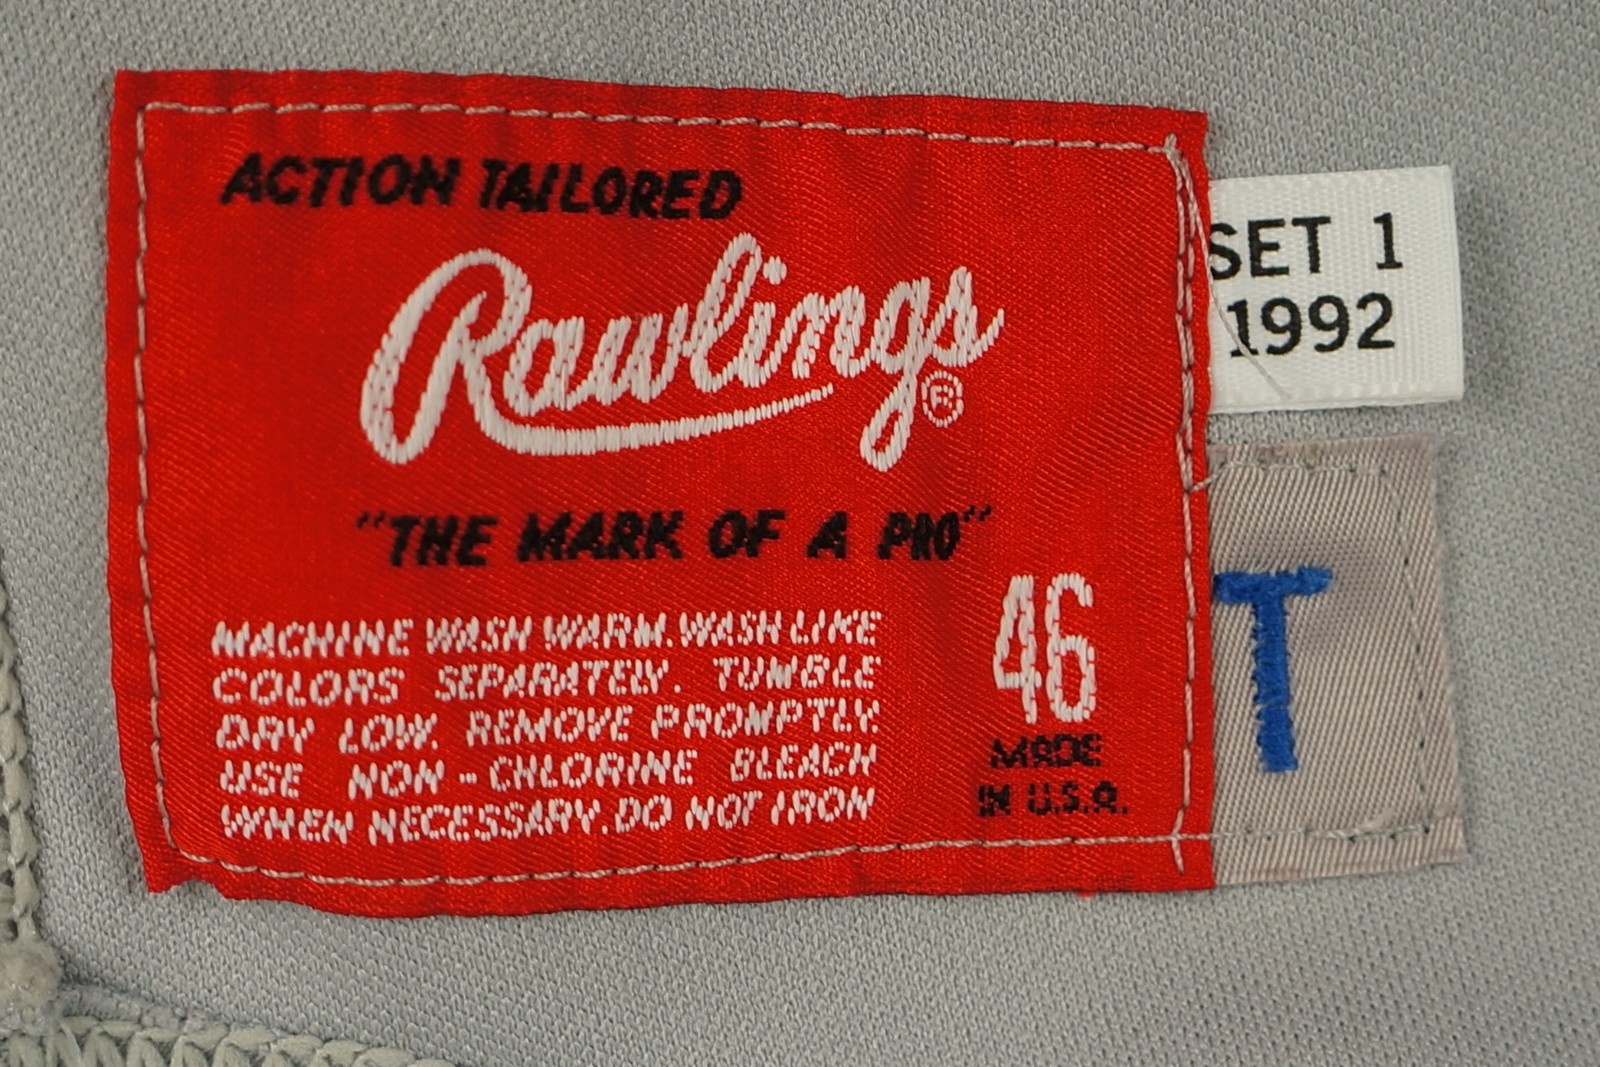 ACTION TAILORED
Rawlings
®
"THE MARK OF A PRO"
MACHINE WASH WARM. WASH LIKE
COLORS SEPARATELY. TUMBLE
DRY LOW. REMOVE PROMPTLY.
USE NON-CHLORINE BLEACH
WHEN NECESSARY. DO NOT IRON
46
MADE
IN U.S.A.
SET 1
1992
T